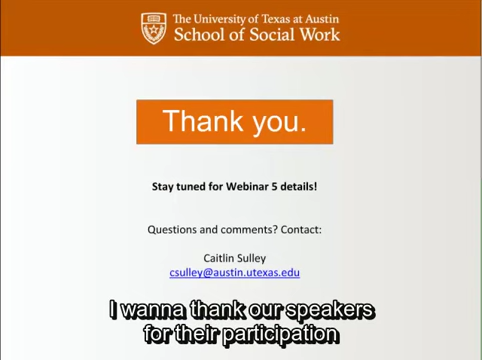 The University of Texas at Austin
School of Social Work
Thank you.
Stay tuned for Webinar 5 details!
Questions and comments? Contact:
Caitlin Sulley
csulley@austin.utexas.edu
I wanna thank our speakers
for their participation